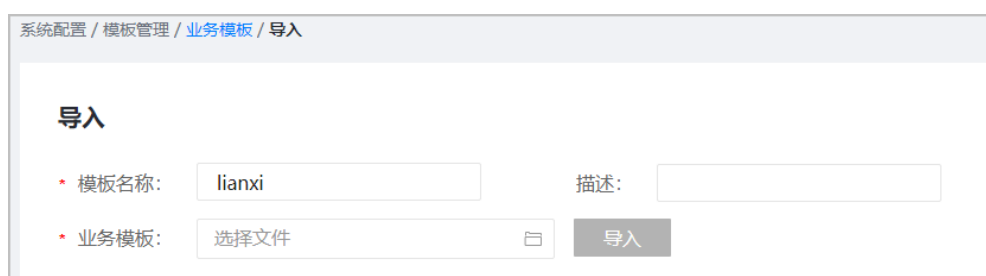 系统配置 / 模板管理 / 业务模板 / 导入
导入
* 模板名称： lianxi 描述：
* 业务模板： 选择文件 导入